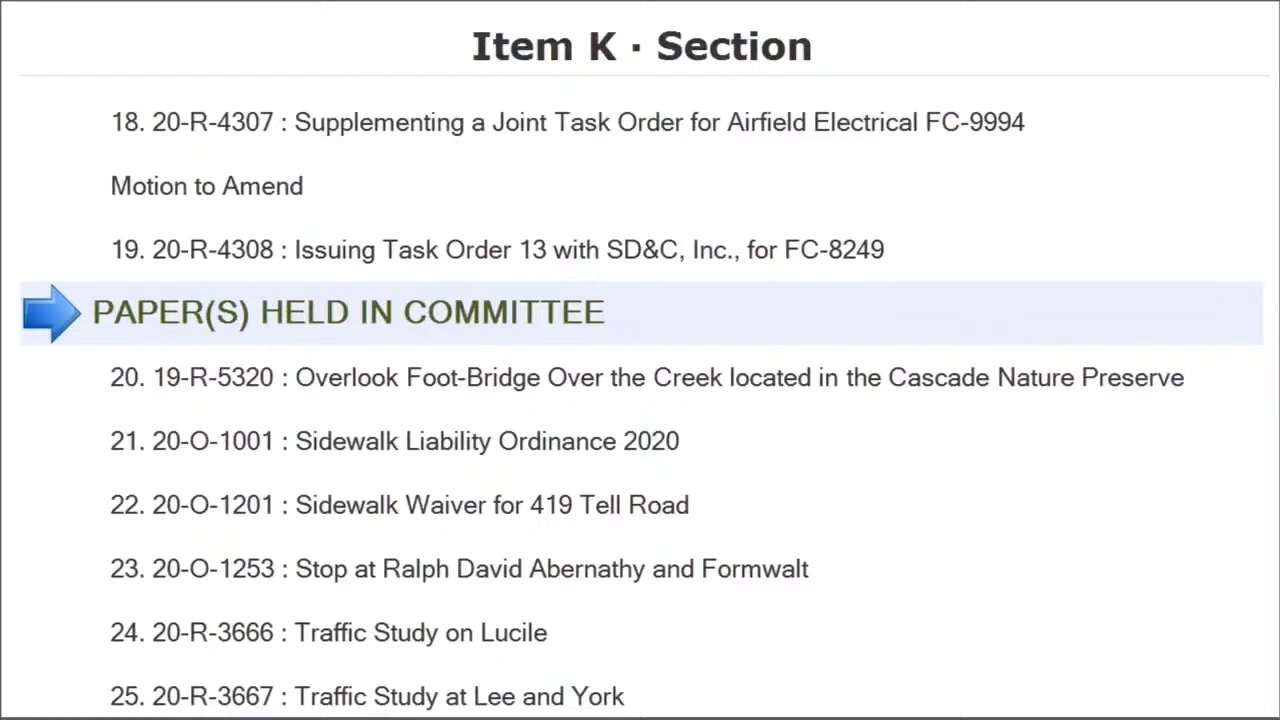 Item K · Section
18. 20-R-4307 : Supplementing a Joint Task Order for Airfield Electrical FC-9994
Motion to Amend
19. 20-R-4308 : Issuing Task Order 13 with SD&C, Inc., for FC-8249
PAPER(S) HELD IN COMMITTEE
20. 19-R-5320 : Overlook Foot-Bridge Over the Creek located in the Cascade Nature Preserve
21. 20-O-1001 : Sidewalk Liability Ordinance 2020
22. 20-O-1201 : Sidewalk Waiver for 419 Tell Road
23. 20-O-1253 : Stop at Ralph David Abernathy and Formwalt
24. 20-R-3666 : Traffic Study on Lucile
25. 20-R-3667 : Traffic Study at Lee and York